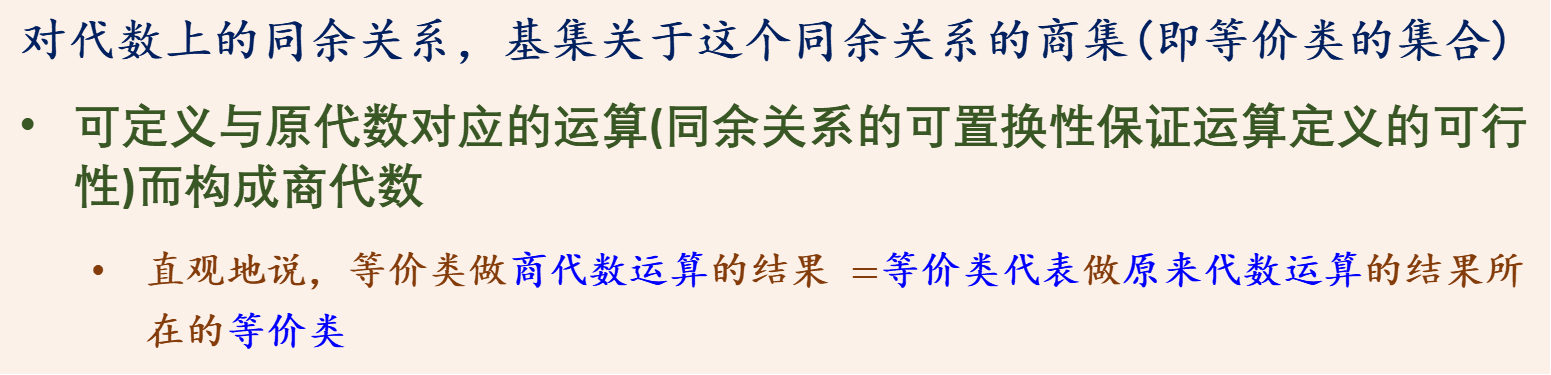 对代数上的同余关系，基集关于这个同余关系的商集(即等价类的集合)
• 可定义与原代数对应的运算(同余关系的可置换性保证运算定义的可行
性)而构成商代数
• 直观地说，等价类做商代数运算的结果 =等价类代表做原来代数运算的结果所
在的等价类